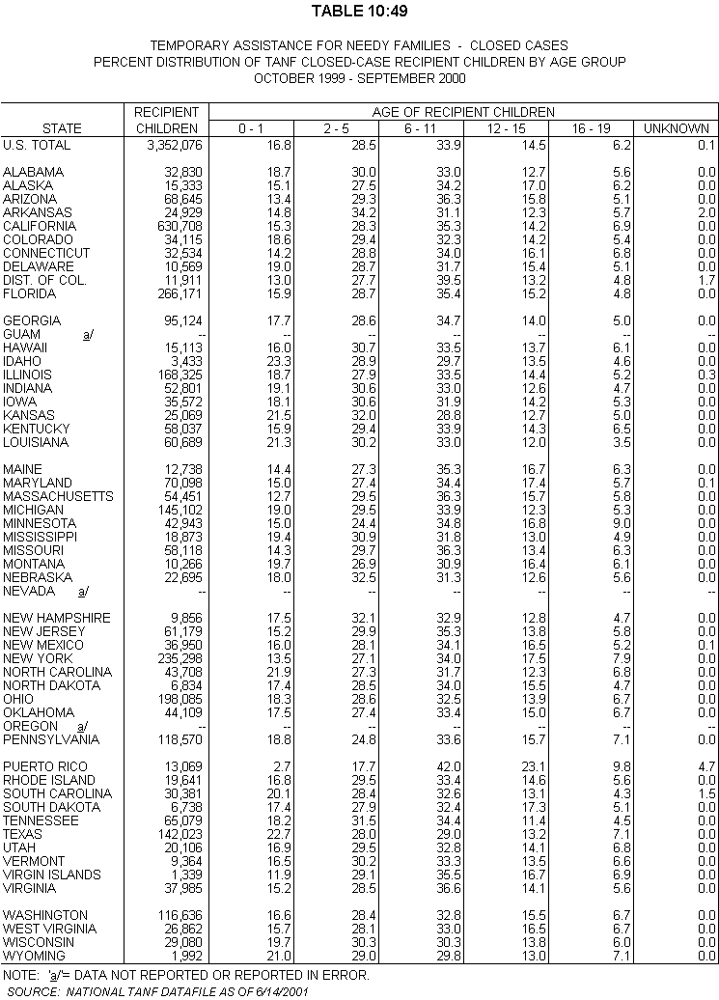 TABLE 10:49
TEMPORARY ASSISTANCE FOR NEEDY FAMILIES - CLOSED CASES
PERCENT DISTRIBUTION OF TANF CLOSED-CASE RECIPIENT CHILDREN BY AGE GROUP
OCTOBER 1999 - SEPTEMBER 2000
RECIPIENT AGE OF RECIPIENT CHILDREN
STATE CHILDREN 0 - 1 2 - 5 6 - 11 12 - 15 16 - 19 UNKNOWN
U.S. TOTAL 3,352,076 16.8 28.5 33.9 14.5 6.2 0.1
ALABAMA 32,830 18.7 30.0 33.0 12.7 5.6 0.0
ALASKA 15,333 15.1 27.5 34.2 17.0 6.2 0.0
ARIZONA 68,645 13.4 29.3 36.3 15.8 5.1 0.0
ARKANSAS 24,929 14.8 34.2 31.1 12.3 5.7 2.0
CALIFORNIA 630,708 15.3 28.3 35.3 14.2 6.9 0.0
COLORADO 34,115 18.6 29.4 32.3 14.2 5.4 0.0
CONNECTICUT 32,534 14.2 28.8 34.0 16.1 6.8 0.0
DELAWARE 10,569 19.0 28.7 31.7 15.4 5.1 0.0
DIST. OF COL. 11,911 13.0 27.7 39.5 13.2 4.8 1.7
FLORIDA 266,171 15.9 28.7 35.4 15.2 4.8 0.0
GEORGIA 95,124 17.7 28.6 34.7 14.0 5.0 0.0
GUAM a/ -- -- -- -- -- -- --
HAWAII 15,113 16.0 30.7 33.5 13.7 6.1 0.0
IDAHO 3,433 23.3 28.9 29.7 13.5 4.6 0.0
ILLINOIS 168,325 18.7 27.9 33.5 14.4 5.2 0.3
INDIANA 52,801 19.1 30.6 33.0 12.6 4.7 0.0
IOWA 35,572 18.1 30.6 31.9 14.2 5.3 0.0
KANSAS 25,069 21.5 32.0 28.8 12.7 5.0 0.0
KENTUCKY 58,037 15.9 29.4 33.9 14.3 6.5 0.0
LOUISIANA 60,689 21.3 30.2 33.0 12.0 3.5 0.0
MAINE 12,738 14.4 27.3 35.3 16.7 6.3 0.0
MARYLAND 70,098 15.0 27.4 34.4 17.4 5.7 0.1
MASSACHUSETTS 54,451 12.7 29.5 36.3 15.7 5.8 0.0
MICHIGAN 145,102 19.0 29.5 33.9 12.3 5.3 0.0
MINNESOTA 42,943 15.0 24.4 34.8 16.8 9.0 0.0
MISSISSIPPI 18,873 19.4 30.9 31.8 13.0 4.9 0.0
MISSOURI 58,118 14.3 29.7 36.3 13.4 6.3 0.0
MONTANA 10,266 19.7 26.9 30.9 16.4 6.1 0.0
NEBRASKA 22,695 18.0 32.5 31.3 12.6 5.6 0.0
NEVADA a/ -- -- -- -- -- -- --
NEW HAMPSHIRE 9,856 17.5 32.1 32.9 12.8 4.7 0.0
NEW JERSEY 61,179 15.2 29.9 35.3 13.8 5.8 0.0
NEW MEXICO 36,950 16.0 28.1 34.1 16.5 5.2 0.1
NEW YORK 235,298 13.5 27.1 34.0 17.5 7.9 0.0
NORTH CAROLINA 43,708 21.9 27.3 31.7 12.3 6.8 0.0
NORTH DAKOTA 6,834 17.4 28.5 34.0 15.5 4.7 0.0
OHIO 198,085 18.3 28.6 32.5 13.9 6.7 0.0
OKLAHOMA 44,109 17.5 27.4 33.4 15.0 6.7 0.0
OREGON a/ -- -- -- -- -- -- --
PENNSYLVANIA 118,570 18.8 24.8 33.6 15.7 7.1 0.0
PUERTO RICO 13,069 2.7 17.7 42.0 23.1 9.8 4.7
RHODE ISLAND 19,641 16.8 29.5 33.4 14.6 5.6 0.0
SOUTH CAROLINA 30,381 20.1 28.4 32.6 13.1 4.3 1.5
SOUTH DAKOTA 6,738 17.4 27.9 32.4 17.3 5.1 0.0
TENNESSEE 65,079 18.2 31.5 34.4 11.4 4.5 0.0
TEXAS 142,023 22.7 28.0 29.0 13.2 7.1 0.0
UTAH 20,106 16.9 29.5 32.8 14.1 6.8 0.0
VERMONT 9,364 16.5 30.2 33.3 13.5 6.6 0.0
VIRGIN ISLANDS 1,339 11.9 29.1 35.5 16.7 6.9 0.0
VIRGINIA 37,985 15.2 28.5 36.6 14.1 5.6 0.0
WASHINGTON 116,636 16.6 28.4 32.8 15.5 6.7 0.0
WEST VIRGINIA 26,862 15.7 28.1 33.0 16.5 6.7 0.0
WISCONSIN 29,080 19.7 30.3 30.3 13.8 6.0 0.0
WYOMING 1,992 21.0 29.0 29.8 13.0 7.1 0.0
NOTE: 'a/'= DATA NOT REPORTED OR REPORTED IN ERROR.
SOURCE: NATIONAL TANF DATAFILE AS OF 6/14/2001